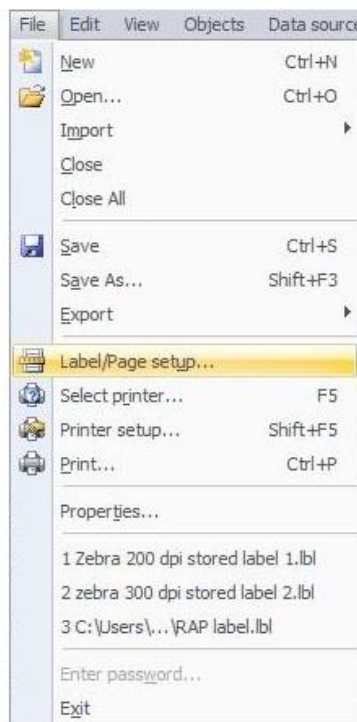 File Edit View Objects Data source
New Ctrl+N
Open... Ctrl+O
Import
Close
Close All
Save Ctrl+S
Save As... Shift+F3
Export
Label/Page setup...
Select printer... F5
Printer setup... Shift+F5
Print... Ctrl+P
Properties...
1 Zebra 200 dpi stored label 1.lbl
2 zebra 300 dpi stored label 2.lbl
3 C:\Users\...\RAP label.lbl
Enter password...
Exit